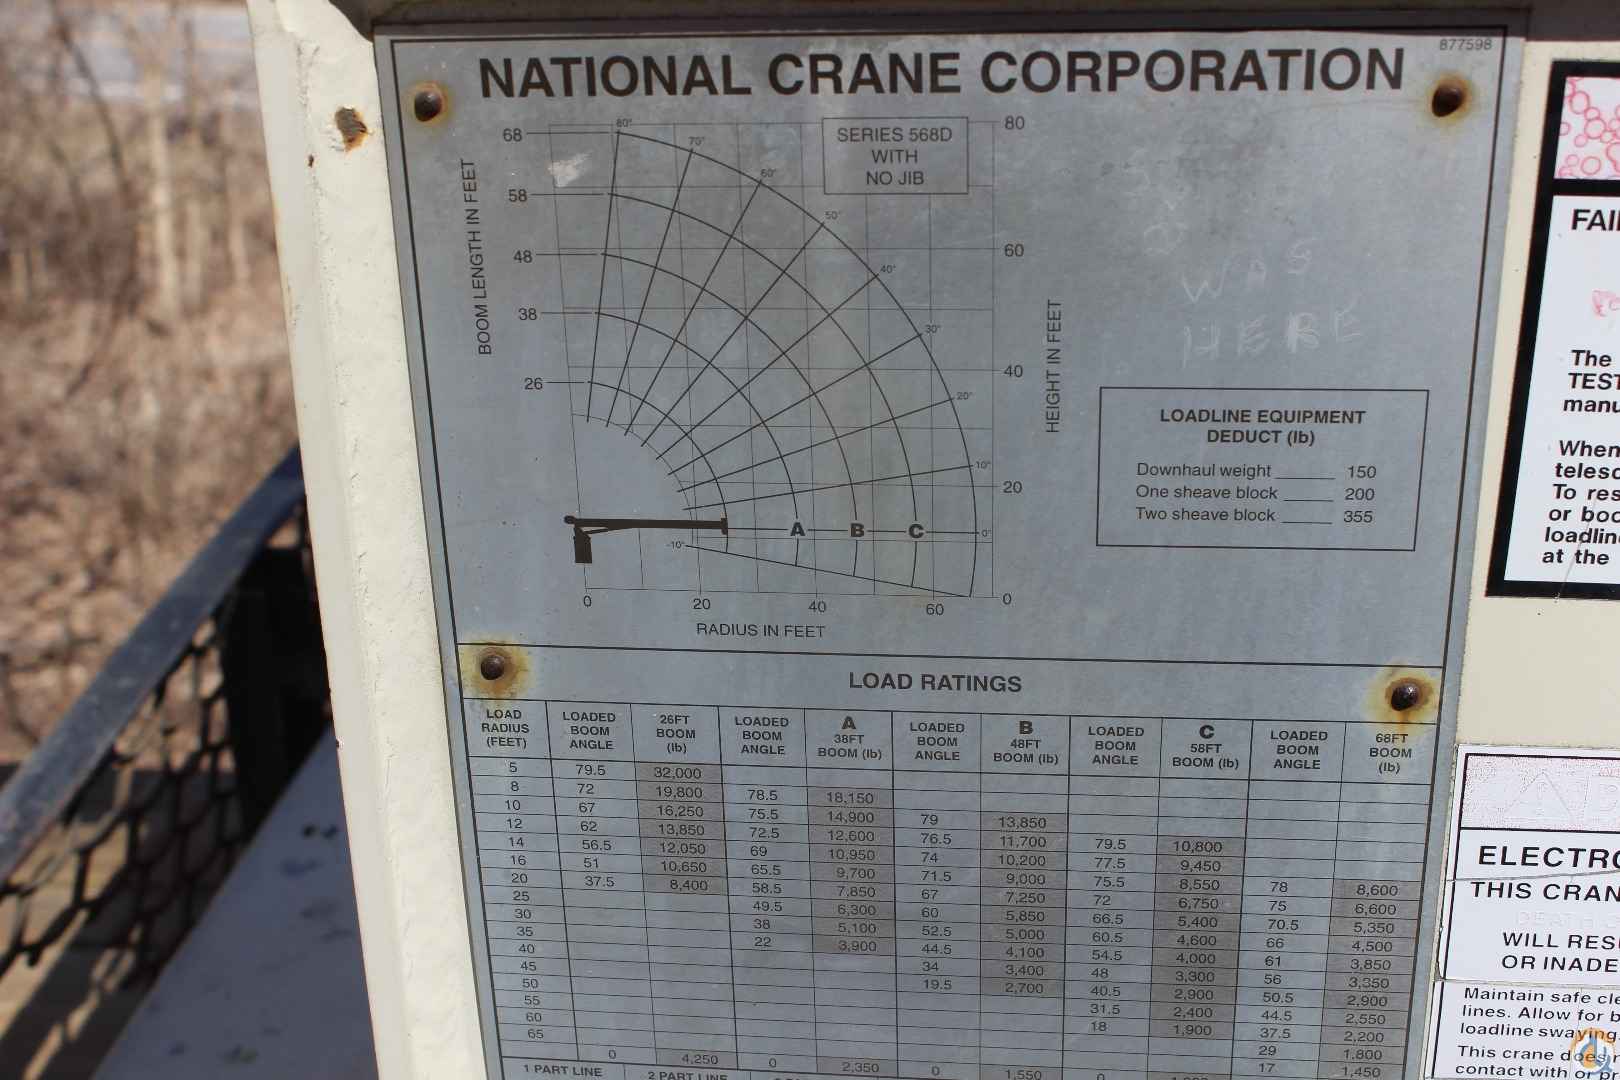 NATIONAL CRANE CORPORATION
877598
SERIES 568D
WITH
NO JIB
BOOM LENGTH IN FEET
68
58
48
38
26
80°
70°
60°
50°
40°
30°
20°
10°
0°
-10°
A B C
80
60
40
20
0
HEIGHT IN FEET
0 20 40 60
RADIUS IN FEET
WAS
HERE
LOADLINE EQUIPMENT
DEDUCT (lb)
Downhaul weight 150
One sheave block 200
Two sheave block 355
LOAD RATINGS
LOAD RADIUS (FEET) LOADED BOOM ANGLE 26FT BOOM (lb) LOADED BOOM ANGLE A 38FT BOOM (lb) LOADED BOOM ANGLE B 48FT BOOM (lb) LOADED BOOM ANGLE C 58FT BOOM (lb) LOADED BOOM ANGLE 68FT BOOM (lb)
5 79.5 32,000
8 72 19,800 78.5 18,150
10 67 16,250 75.5 14,900 79 13,850
12 62 13,850 72.5 12,600 76.5 11,700 79.5 10,800
14 56.5 12,050 69 10,950 74 10,200 77.5 9,450
16 51 10,650 65.5 9,700 71.5 9,000 75.5 8,550 78 8,600
20 37.5 8,400 58.5 7,850 67 7,250 72 6,750 75 6,600
25 49.5 6,300 60 5,850 66.5 5,400 70.5 5,350
30 38 5,100 52.5 5,000 60.5 4,600 66 4,500
35 22 3,900 44.5 4,100 54.5 4,000 61 3,850
40 34 3,400 48 3,300 56 3,350
45 19.5 2,700 40.5 2,900 50.5 2,900
50 31.5 2,400 44.5 2,550
55 18 1,900 37.5 2,200
60 29 1,800
65 17 1,450
0 4,250 0 2,350 0 1,550 0
1 PART LINE 2 PART LINE
FAI
The
TEST
manu
When
telesc
To res
or boo
loadlin
at the
ELECTRO
THIS CRAN
DEATH
WILL RES
OR INADE
Maintain safe cle
lines. Allow for b
loadline swaying
This crane does n
contact with or pr